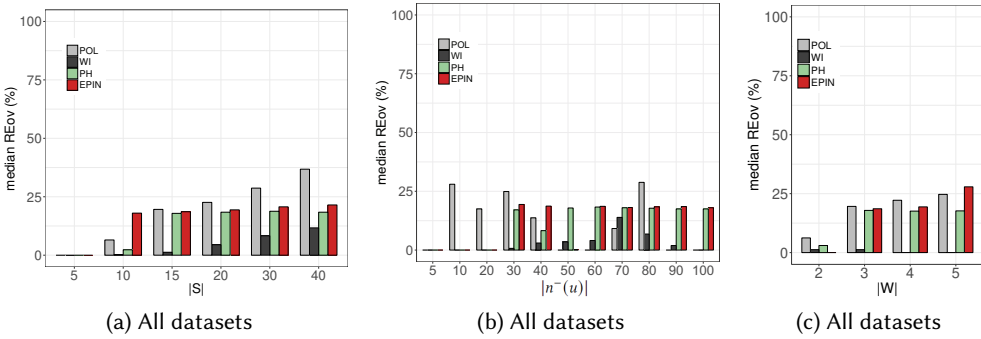 100
75
50
25
0
median REov (%)
POL
WI
PH
EPIN
5 10 15 20 30 40
|S|
(a) All datasets
100
75
50
25
0
median REov (%)
POL
WI
PH
EPIN
5 10 20 30 40 50 60 70 80 90 100
|n⁻(u)|
(b) All datasets
100
75
50
25
0
median REov (%)
POL
WI
PH
EPIN
2 3 4 5
|W|
(c) All datasets